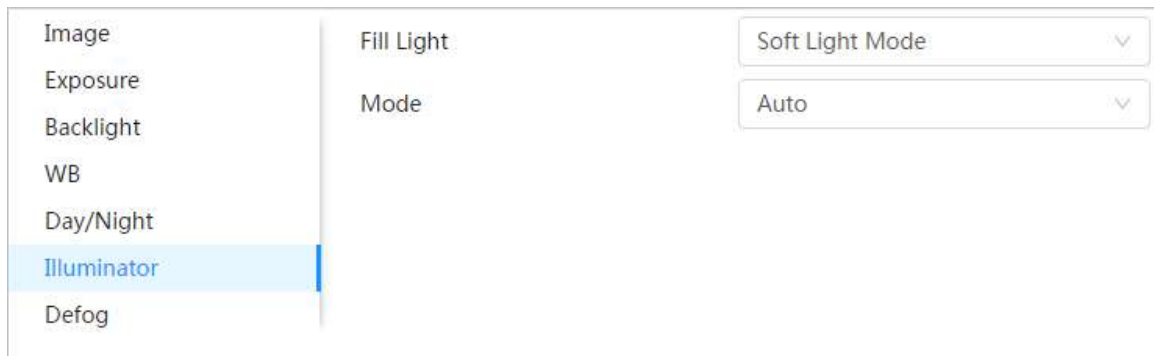 Image
Exposure
Backlight
WB
Day/Night
Illuminator
Defog
Fill Light
Soft Light Mode
Mode
Auto